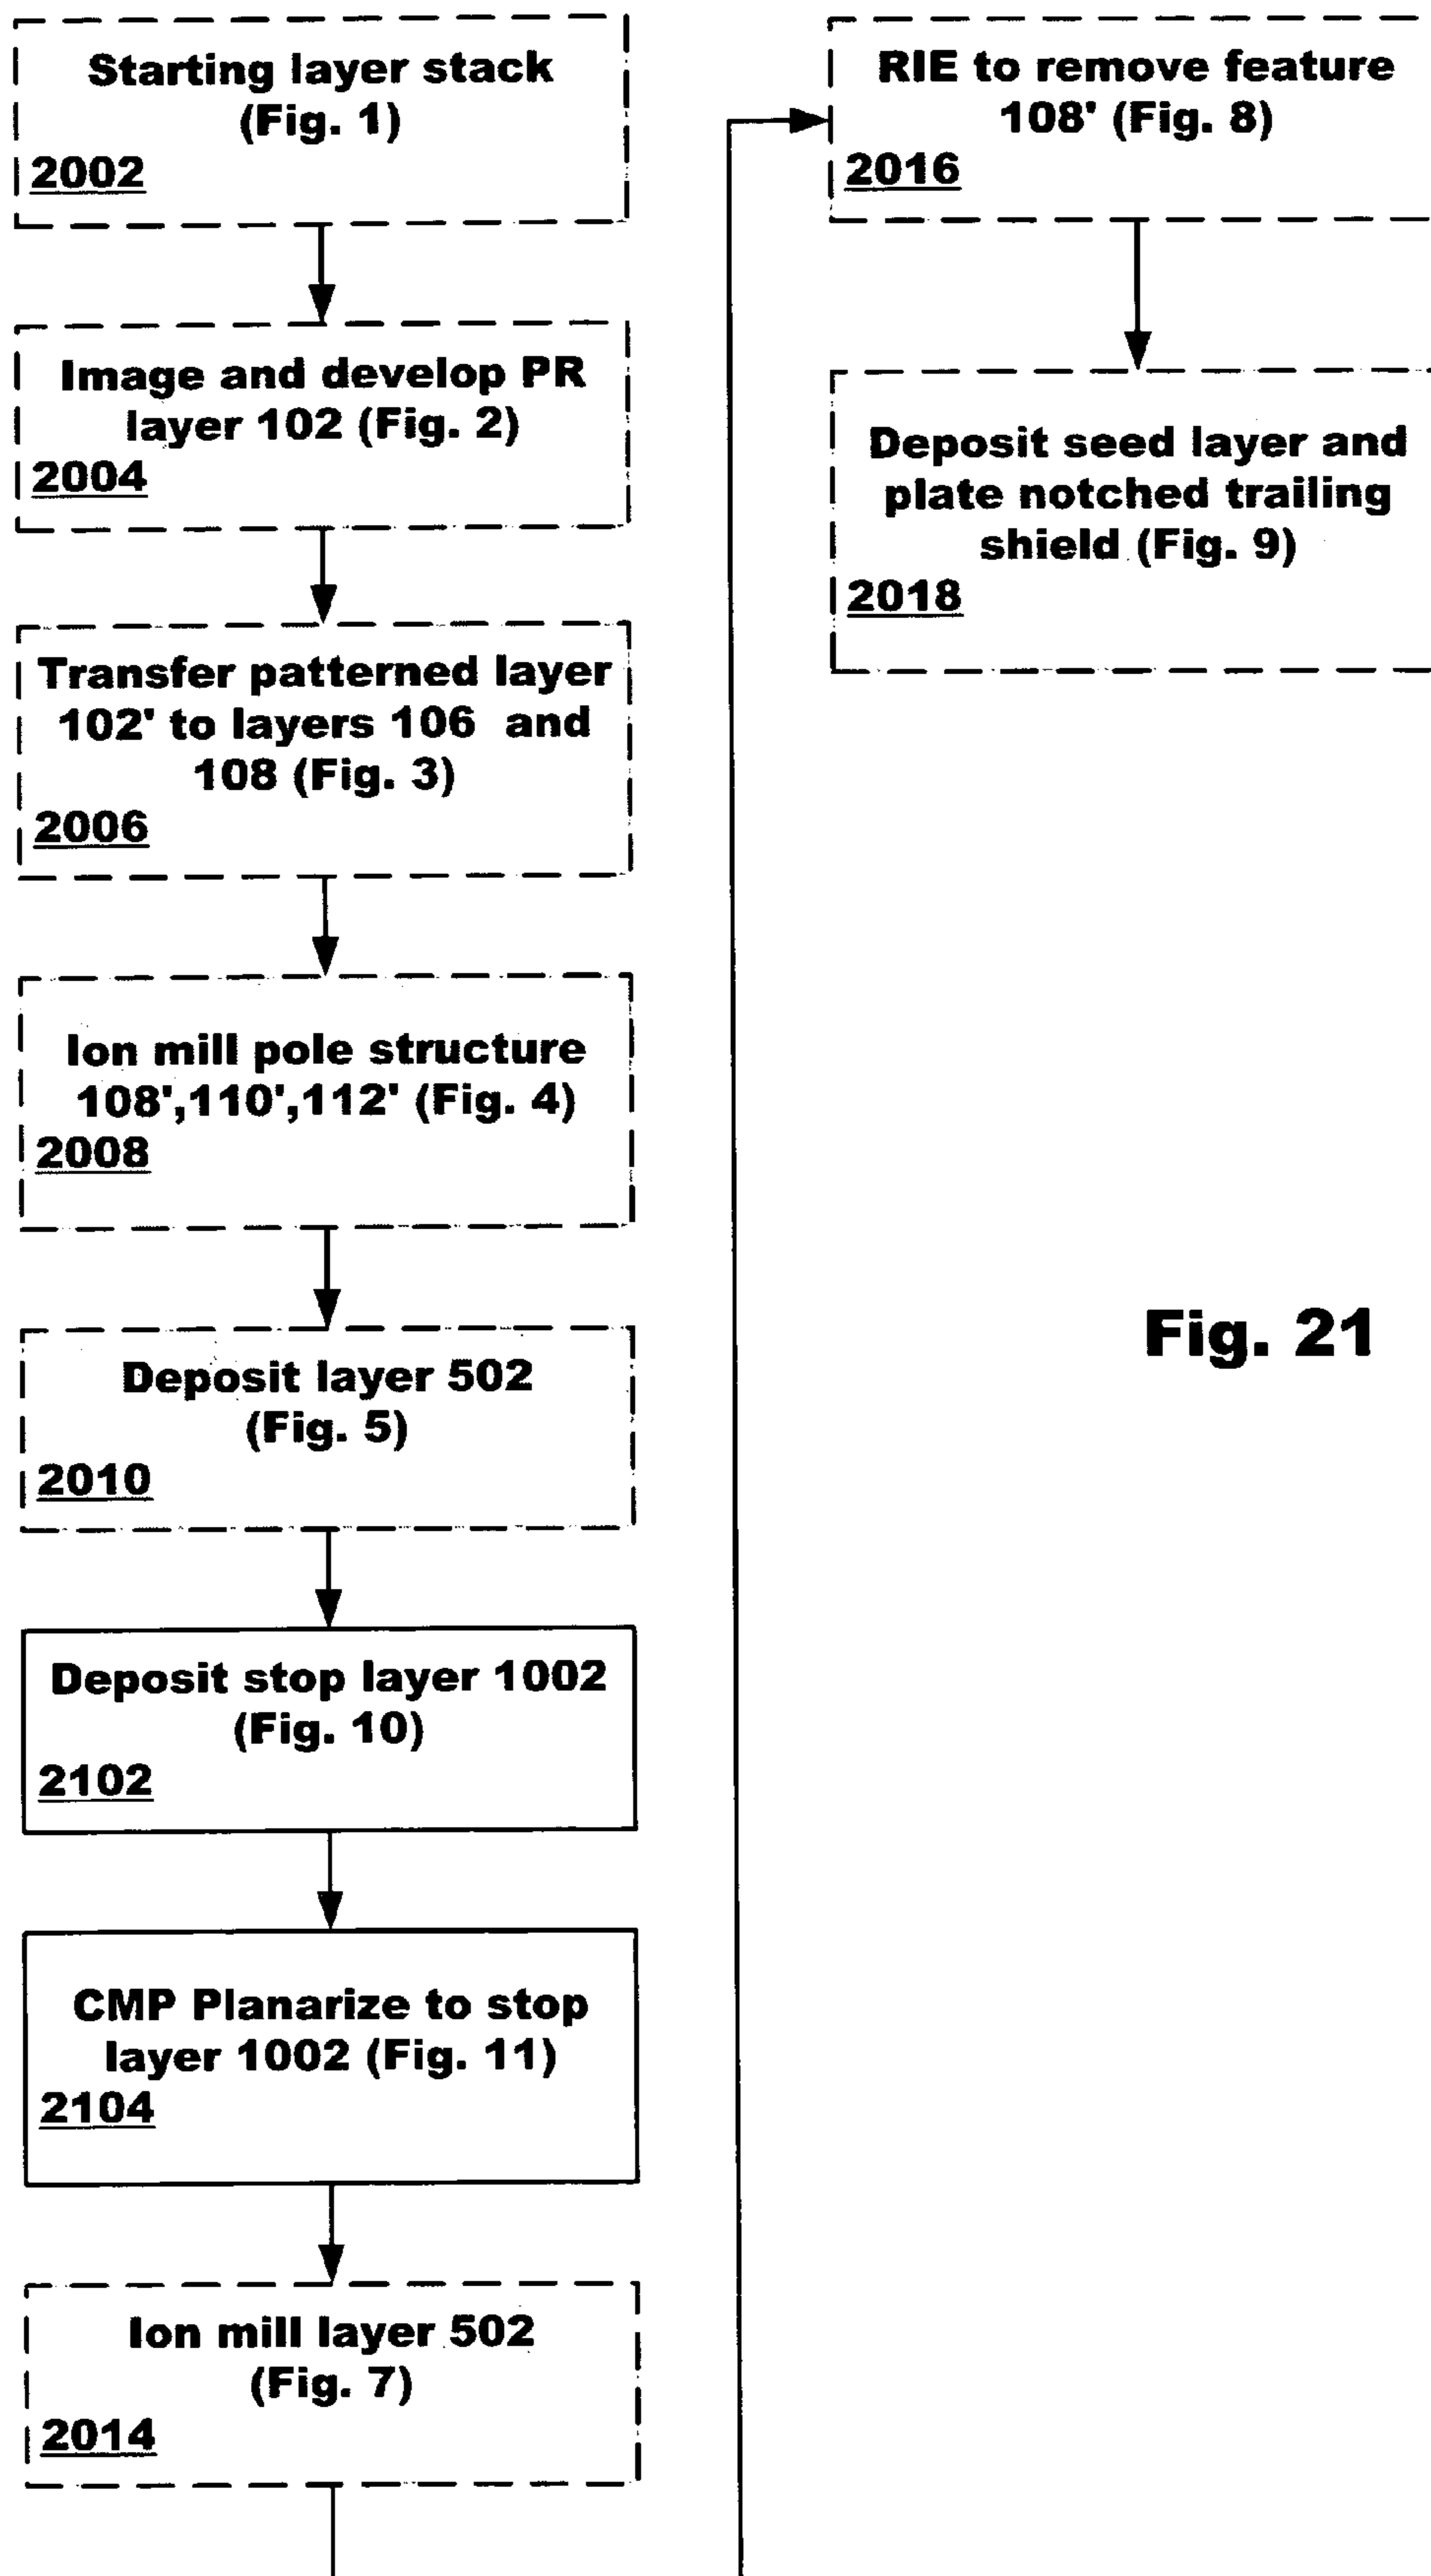 Starting layer stack
(Fig. 1)
2002
Image and develop PR
layer 102 (Fig. 2)
2004
Transfer patterned layer
102' to layers 106 and
108 (Fig. 3)
2006
Ion mill pole structure
108',110',112' (Fig. 4)
2008
Deposit layer 502
(Fig. 5)
2010
Deposit stop layer 1002
(Fig. 10)
2102
CMP Planarize to stop
layer 1002 (Fig. 11)
2104
Ion mill layer 502
(Fig. 7)
2014
RIE to remove feature
108' (Fig. 8)
2016
Deposit seed layer and
plate notched trailing
shield (Fig. 9)
2018
Fig. 21